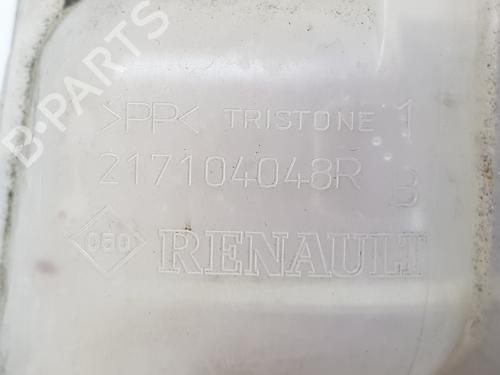 B-PARTS
>PP< TRISTONE 1
217104048R B
050 RENAULT